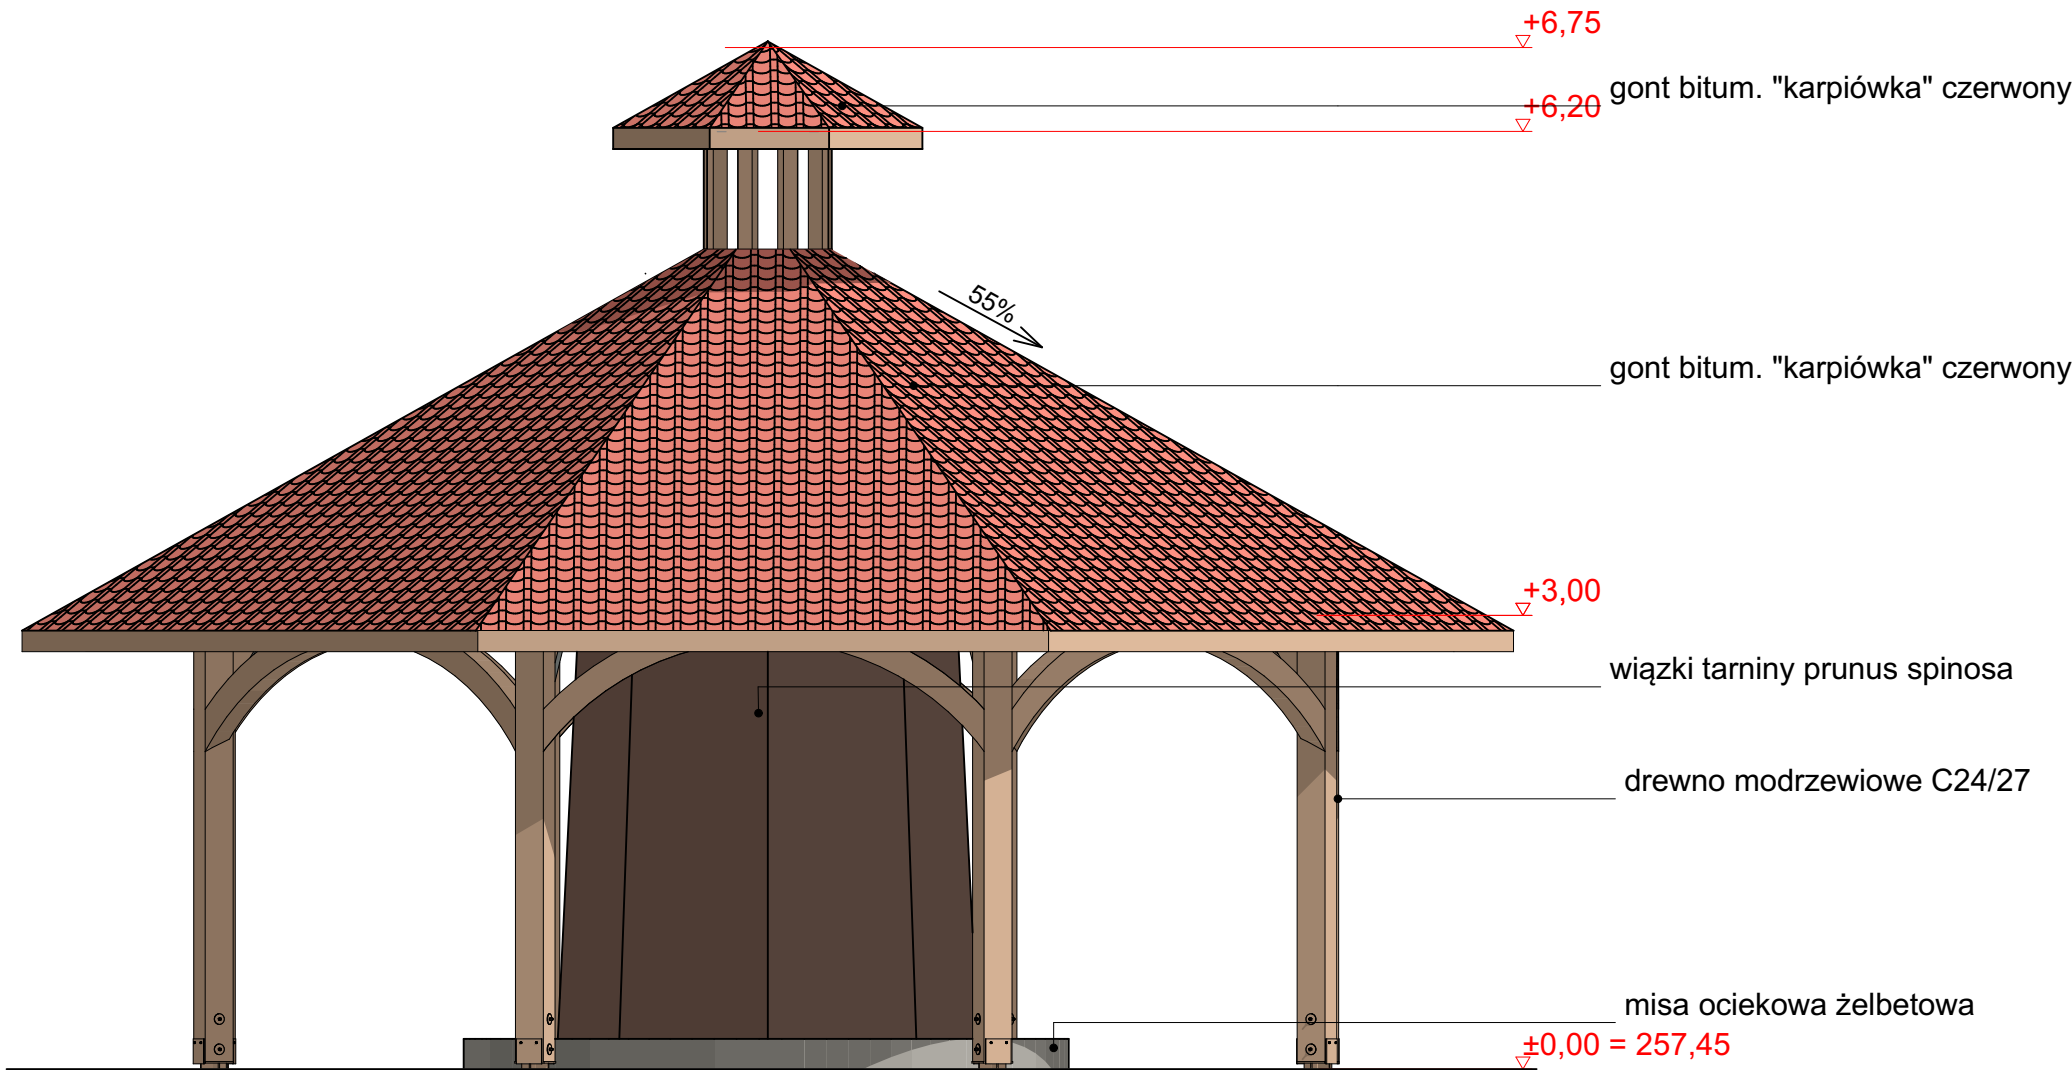 +6,75
gont bitum. "karpiówka" czerwony
+6,20
55%
gont bitum. "karpiówka" czerwony
+3,00
wiązki tarniny prunus spinosa
drewno modrzewiowe C24/27
misa ociekowa żelbetowa
±0,00 = 257,45